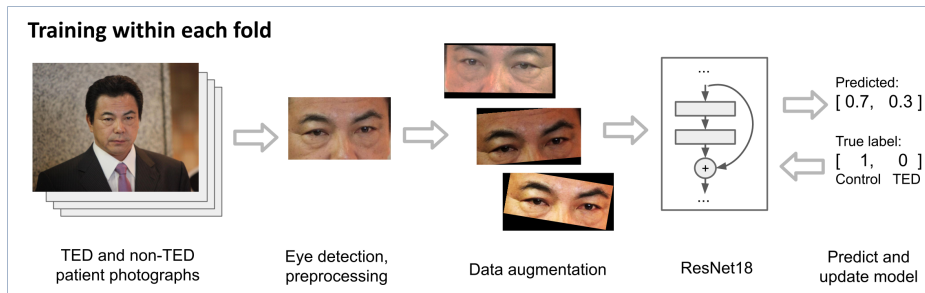 Training within each fold
...
+
...
Predicted:
[ 0.7, 0.3 ]
True label:
[ 1, 0 ]
Control TED
TED and non-TED
patient photographs
Eye detection,
preprocessing
Data augmentation
ResNet18
Predict and
update model